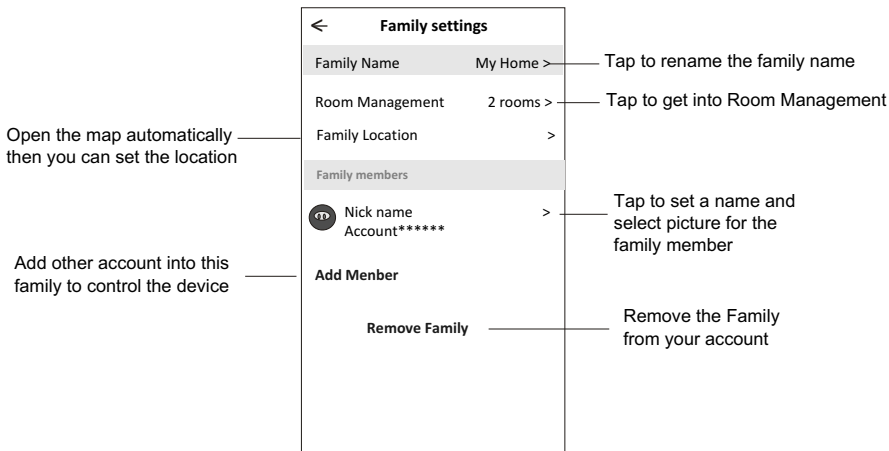 ← Family settings
Family Name My Home >
Tap to rename the family name
Room Management 2 rooms >
Tap to get into Room Management
Open the map automatically
then you can set the location
Family Location >
Family members
Nick name >
Account******
Tap to set a name and
select picture for the
family member
Add other account into this
family to control the device
Add Menber
Remove Family
Remove the Family
from your account